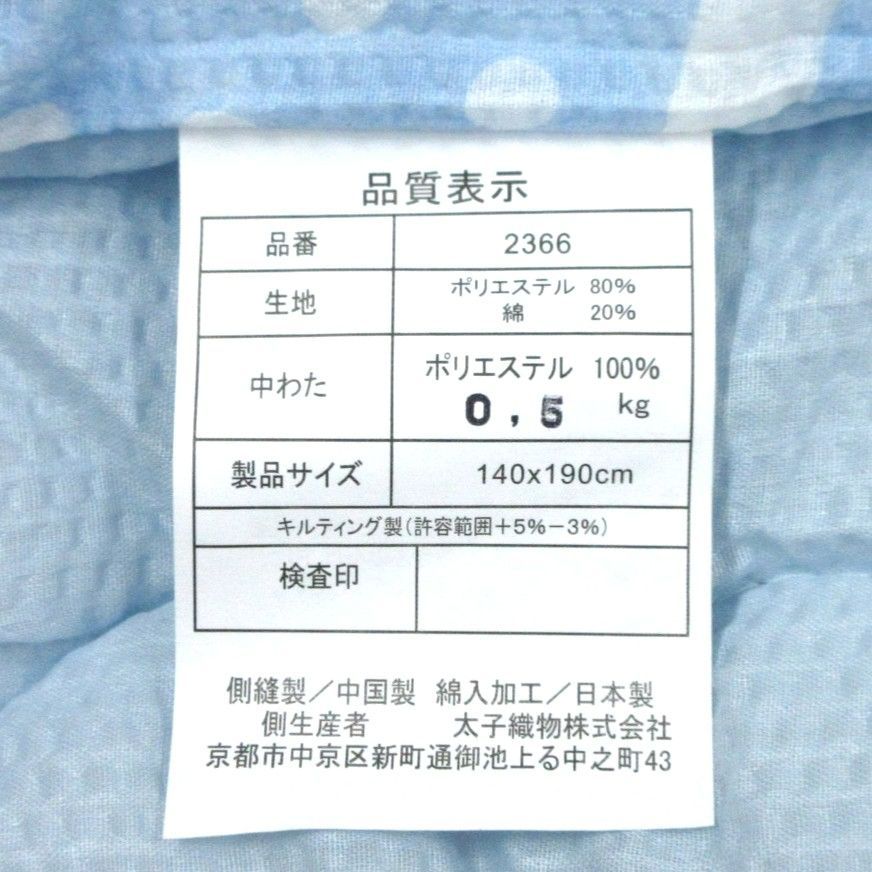 品質表示
品番 2366
生地 ポリエステル 80%
綿 20%
中わた ポリエステル 100%
0,5 kg
製品サイズ 140x190cm
キルティング製(許容範囲+5%-3%)
検査印
側縫製/中国製 綿入加工/日本製
側生産者 太子織物株式会社
京都市中京区新町通御池上る中之町43